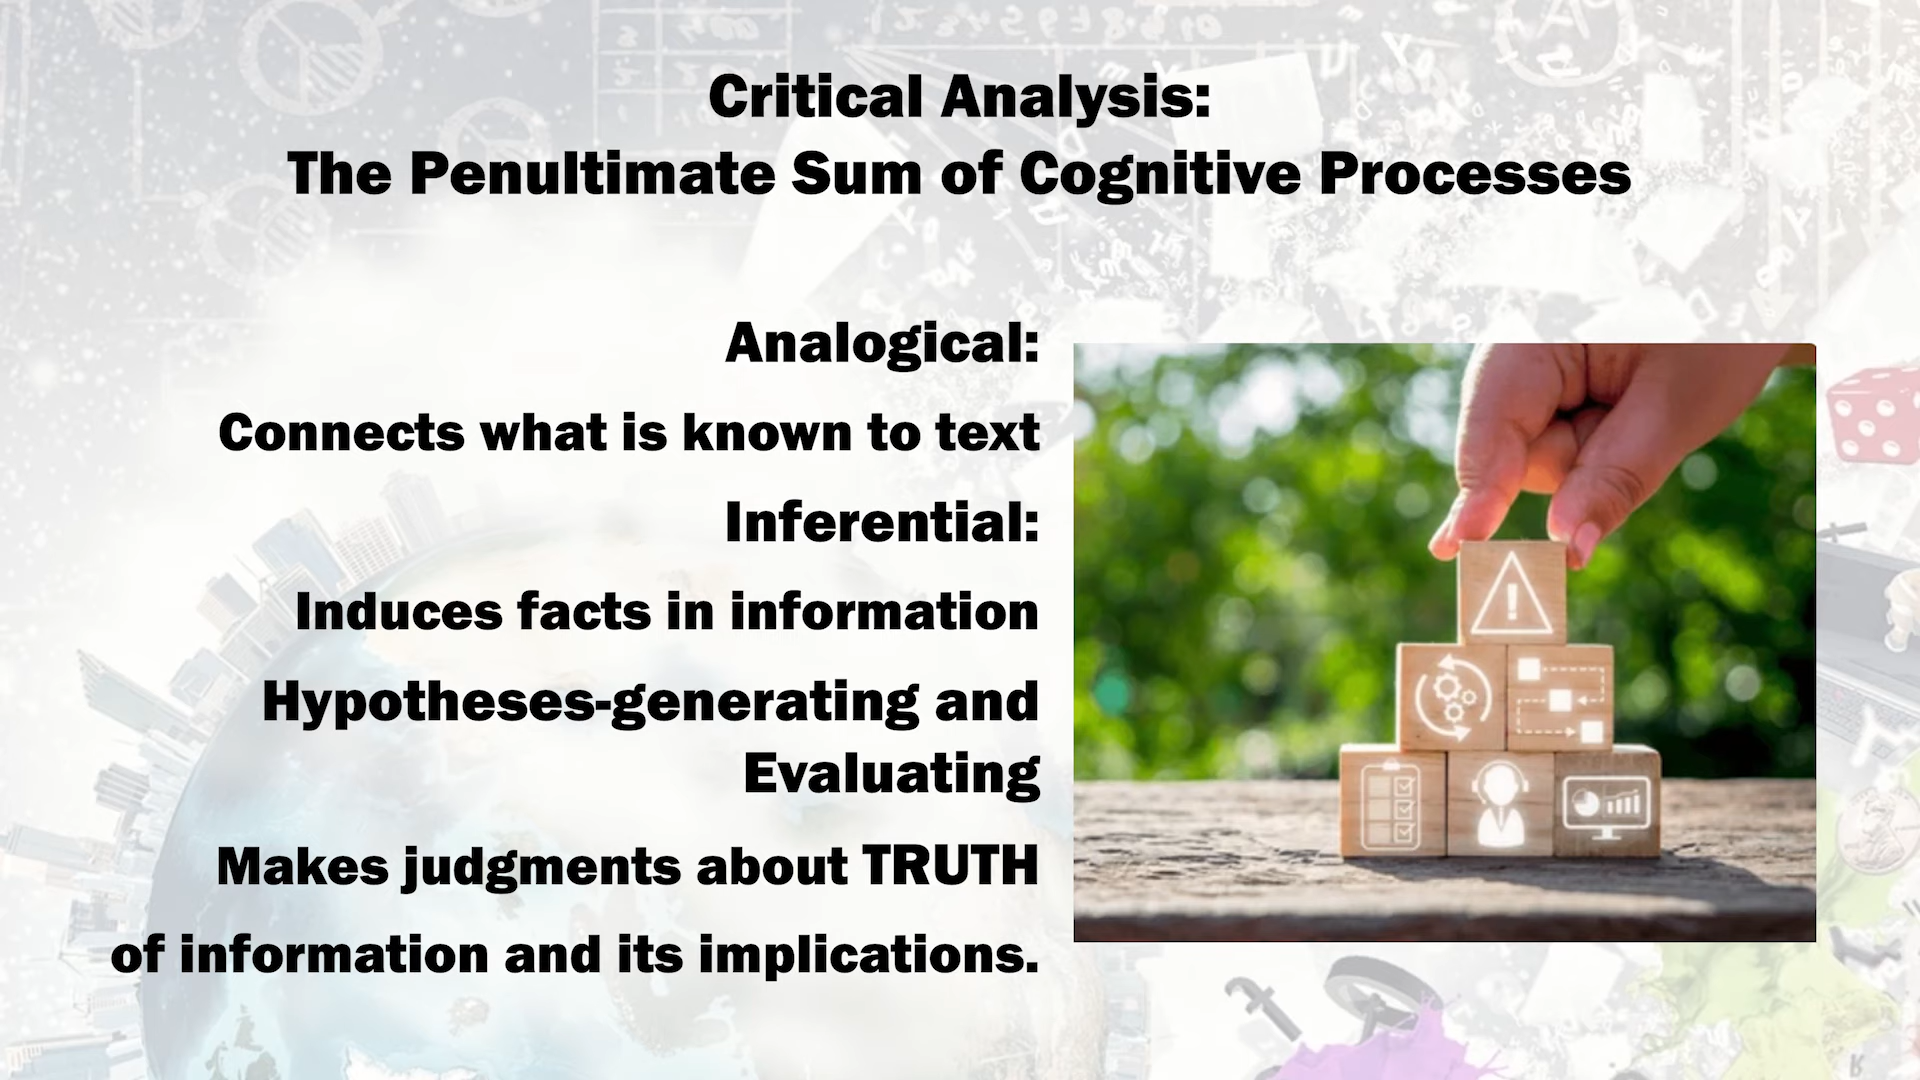 Critical Analysis:
The Penultimate Sum of Cognitive Processes
Analogical:
Connects what is known to text
Inferential:
Induces facts in information
Hypotheses-generating and
Evaluating
Makes judgments about TRUTH
of information and its implications.